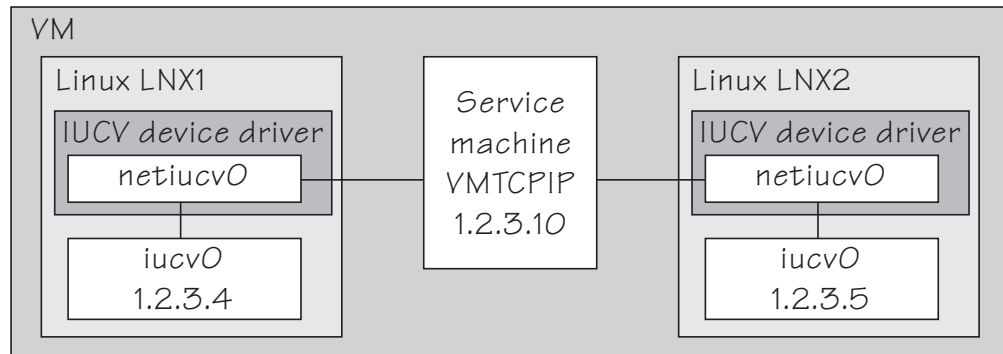 VM
Linux LNX1
IUCV device driver
netiucv0
iucv0
1.2.3.4
Service
machine
VMTCPIP
1.2.3.10
Linux LNX2
IUCV device driver
netiucv0
iucv0
1.2.3.5